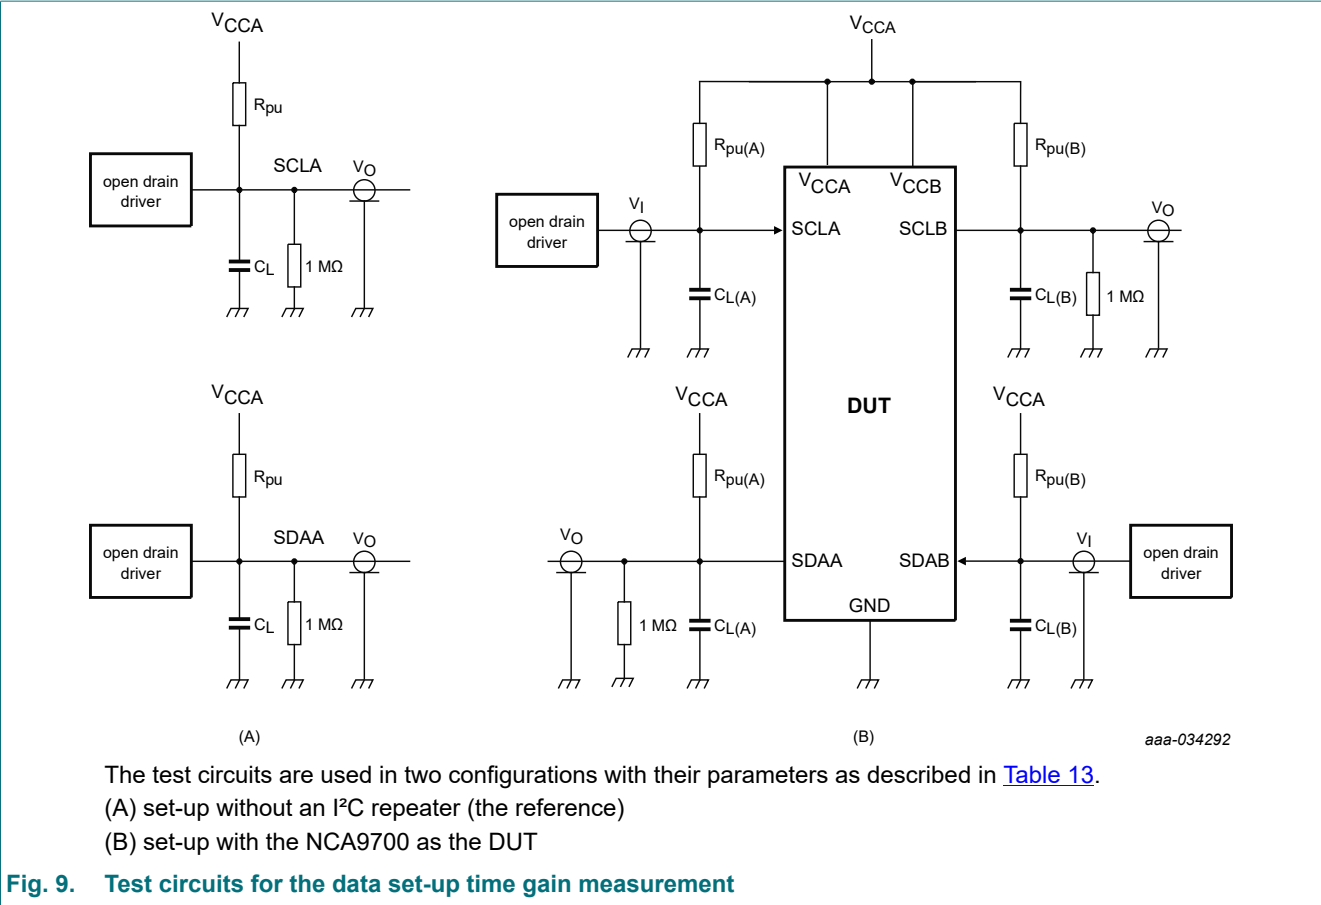 VCCA
Rpu
open drain
driver
SCLA
VO
CL
1 MΩ
VCCA
Rpu
open drain
driver
SDAA
VO
CL
1 MΩ
(A)
VCCA
Rpu(A)
Rpu(B)
VCCA
VCCB
open drain
driver
VI
SCLA
SCLB
VO
CL(A)
CL(B)
1 MΩ
VCCA
DUT
VCCA
Rpu(A)
Rpu(B)
VO
SDAA
SDAB
VI
open drain
driver
1 MΩ
CL(A)
GND
CL(B)
(B)
aaa-034292
The test circuits are used in two configurations with their parameters as described in Table 13.
(A) set-up without an I²C repeater (the reference)
(B) set-up with the NCA9700 as the DUT
Fig. 9. Test circuits for the data set-up time gain measurement